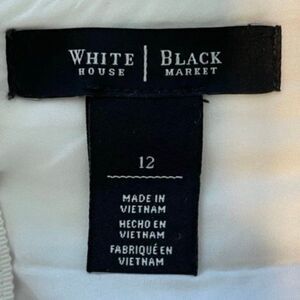 WHITE | BLACK
HOUSE | MARKET
12
MADE IN
VIETNAM
HECHO EN
VIETNAM
FABRIQUÉ EN
VIETNAM